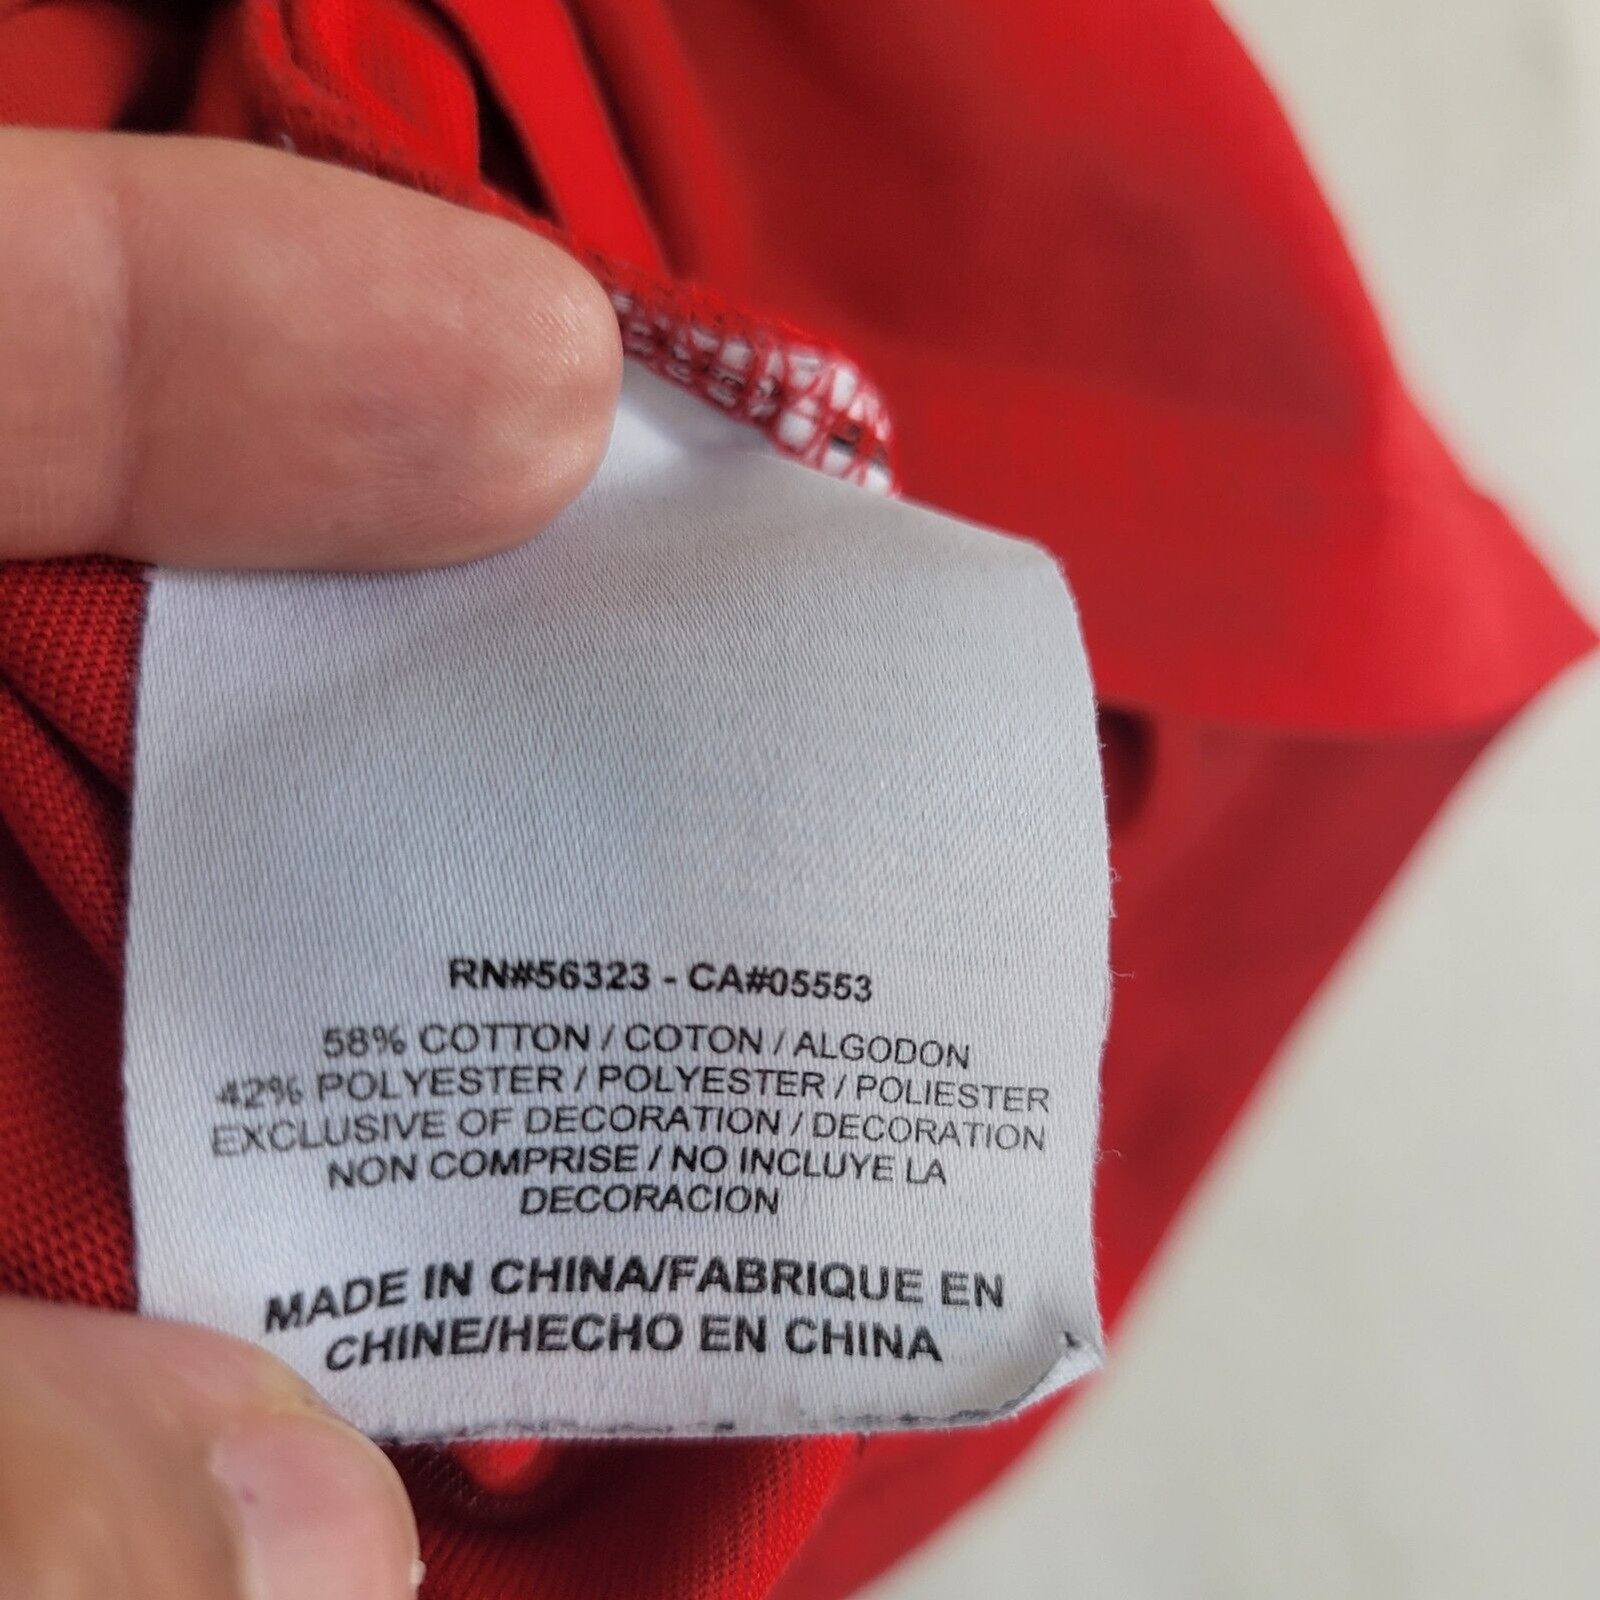 RN#56323 - CA#05553
58% COTTON / COTON / ALGODON
42% POLYESTER / POLYESTER / POLIESTER
EXCLUSIVE OF DECORATION / DECORATION
NON COMPRISE / NO INCLUYE LA
DECORACION
MADE IN CHINA/FABRIQUE EN
CHINE/HECHO EN CHINA